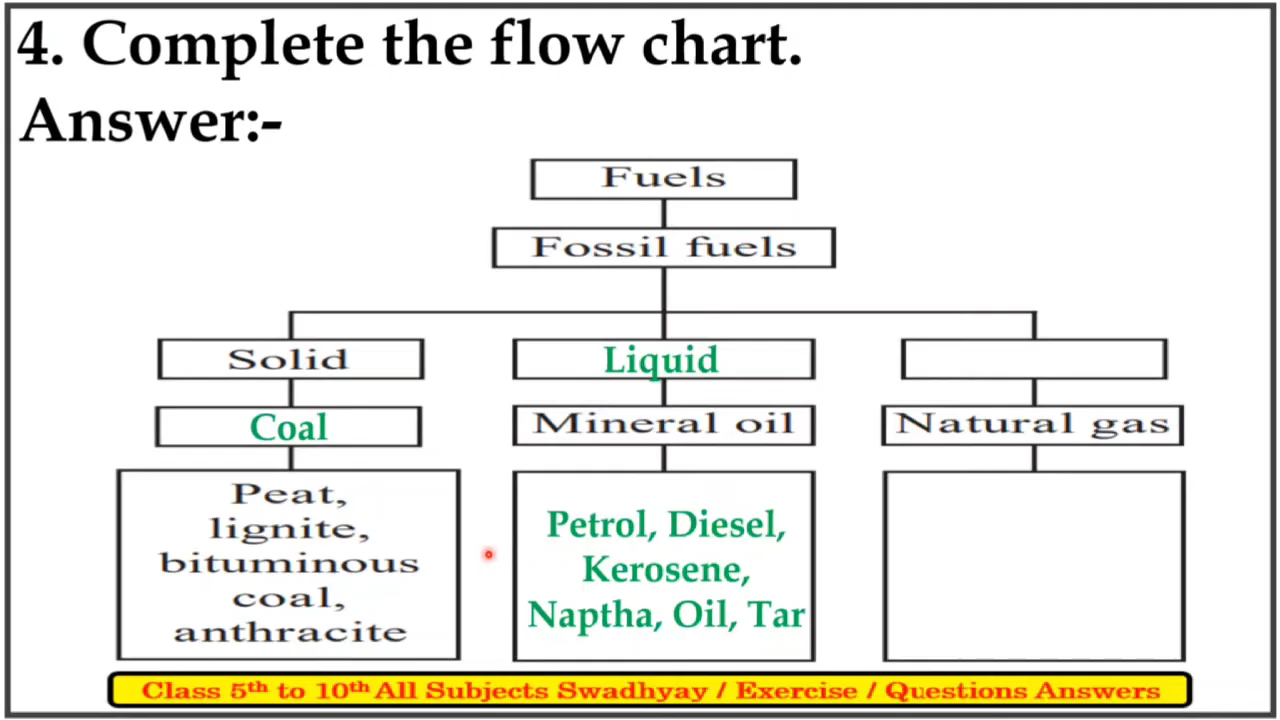 4. Complete the flow chart.
Answer:-
Fuels
Fossil fuels
Solid
Liquid
Coal
Mineral oil
Natural gas
Peat,
lignite,
bituminous
coal,
anthracite
Petrol, Diesel,
Kerosene,
Naptha, Oil, Tar
Class 5th to 10th All Subjects Swadhyay / Exercise / Questions Answers